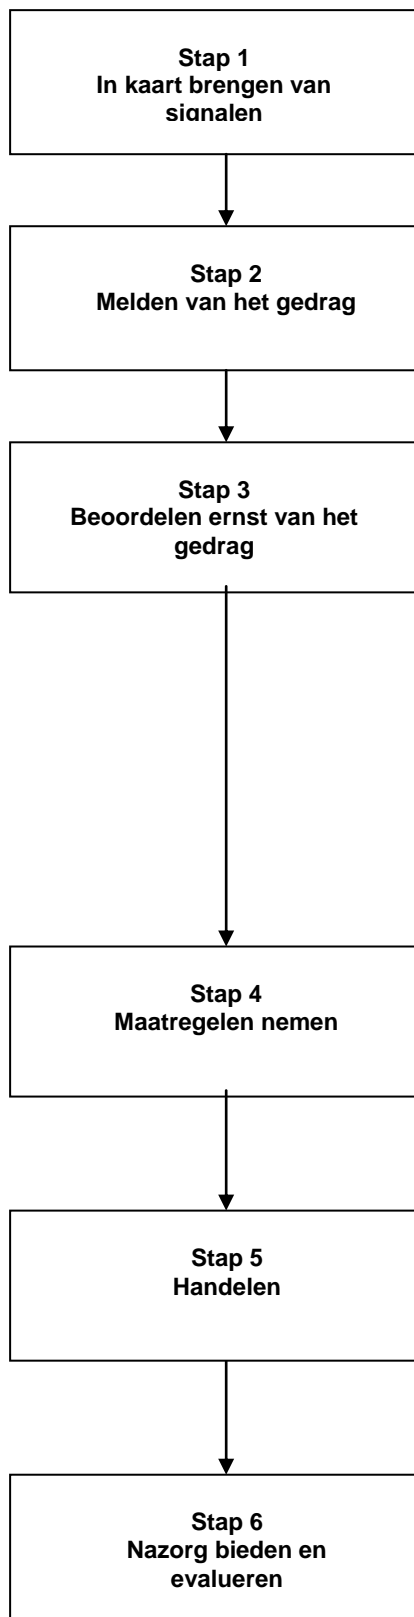 Stap 1
In kaart brengen van
signalen
Stap 2
Melden van het gedrag
Stap 3
Beoordelen ernst van het
gedrag
Stap 4
Maatregelen nemen
Stap 5
Handelen
Stap 6
Nazorg bieden en
evalueren